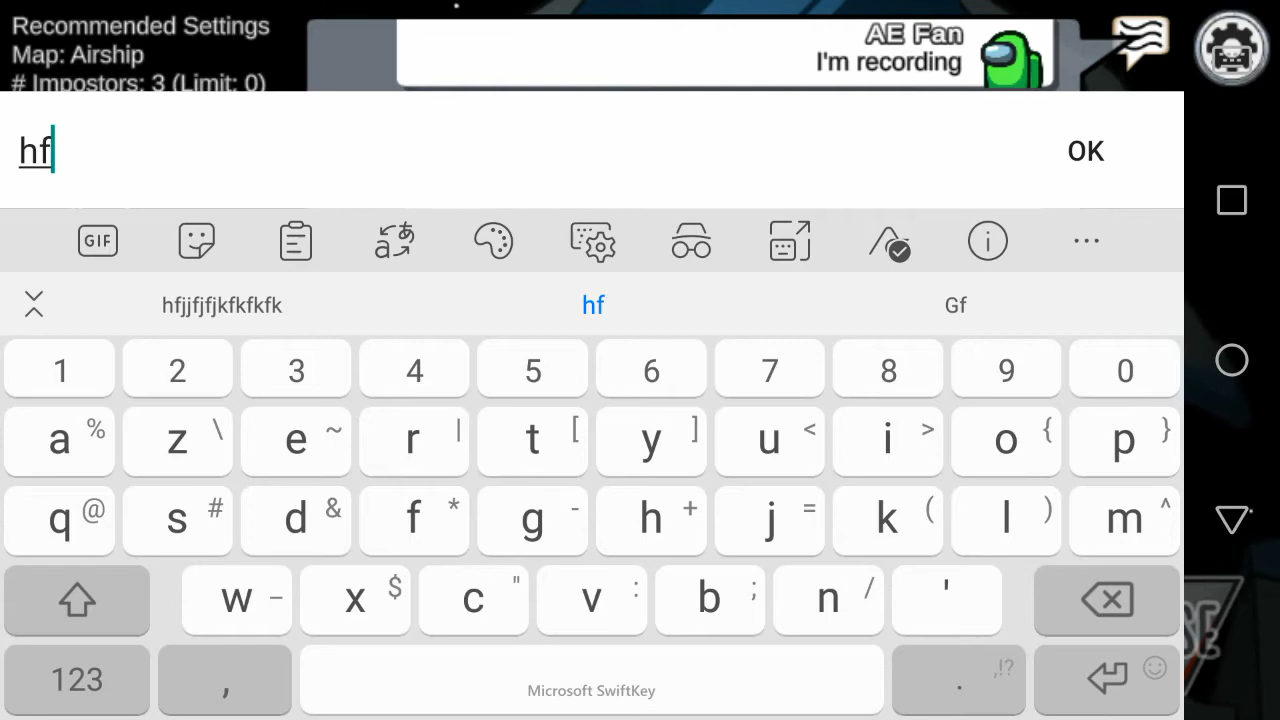 Recommended Settings
Map: Airship
# Impostors: 3 (Limit: 0)
AE Fan
I'm recording
hf
OK
GIF
hfjjfjfjkfkfkfk
hf
Gf
1 2 3 4 5 6 7 8 9 0
a % z \ e ~ r | t [ y ] u < i > o { p }
q @ s # d & f * g - h + j = k ( l ) m ^
w _ x $ c " v : b ; n / '
123 , Microsoft SwiftKey . ,!?